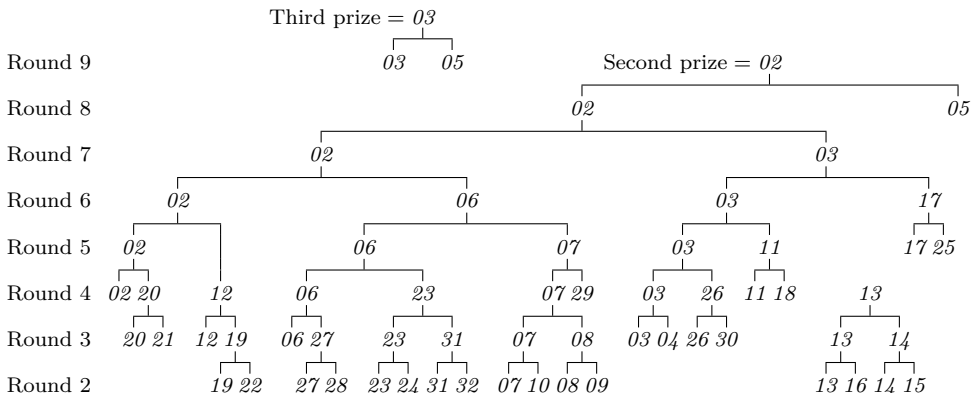 Third prize = 03
Round 9 03 05 Second prize = 02
Round 8 02 05
Round 7 02 03
Round 6 02 06 03 17
Round 5 02 06 07 03 11 17 25
Round 4 02 20 12 06 23 07 29 03 26 11 18 13
Round 3 20 21 12 19 06 27 23 31 07 08 03 04 26 30 13 14
Round 2 19 22 27 28 23 24 31 32 07 10 08 09 13 16 14 15